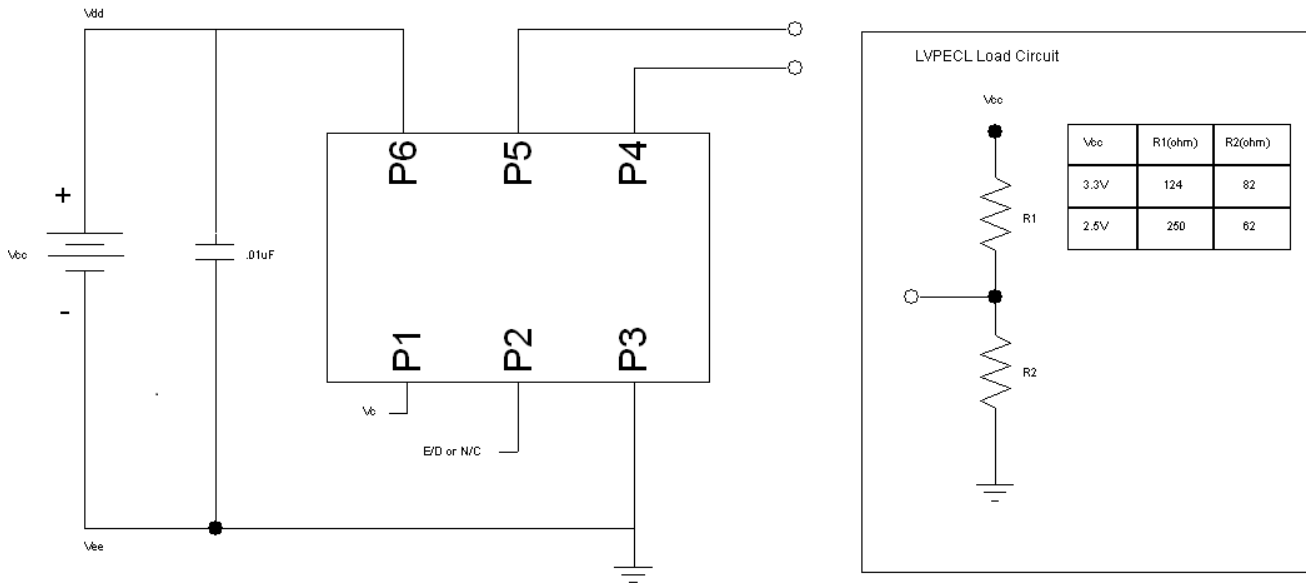 Vdd
P6
P5
P4
+
Vcc
-
.01uF
P1
P2
P3
Vc
E/D or N/C
Vee
LVPECL Load Circuit
Vcc
R1
R2
Vcc R1(ohm) R2(ohm)
3.3V 124 82
2.5V 250 62